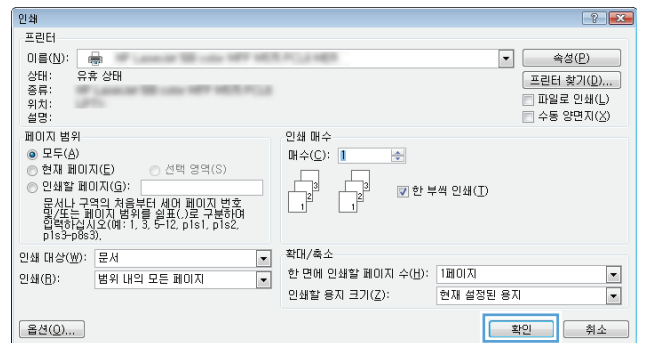 인쇄
프린터
이름(N):
속성(P)
상태: 유휴 상태
프린터 찾기(D)...
종류:
위치:
파일로 인쇄(L)
설명:
수동 양면지(X)
페이지 범위
모두(A)
현재 페이지(E) 선택 영역(S)
인쇄할 페이지(G):
문서나 구역의 처음부터 세어 페이지 번호
및/또는 페이지 범위를 쉼표(,)로 구분하여
입력하십시오(예: 1, 3, 5-12, p1s1, p1s2,
p1s3-p8s3).
인쇄 매수
매수(C): 1
3 3
2 2
1 1
한 부씩 인쇄(T)
인쇄 대상(W): 문서
인쇄(R): 범위 내의 모든 페이지
확대/축소
한 면에 인쇄할 페이지 수(H): 1페이지
인쇄할 용지 크기(Z): 현재 설정된 용지
옵션(O)...
확인
취소